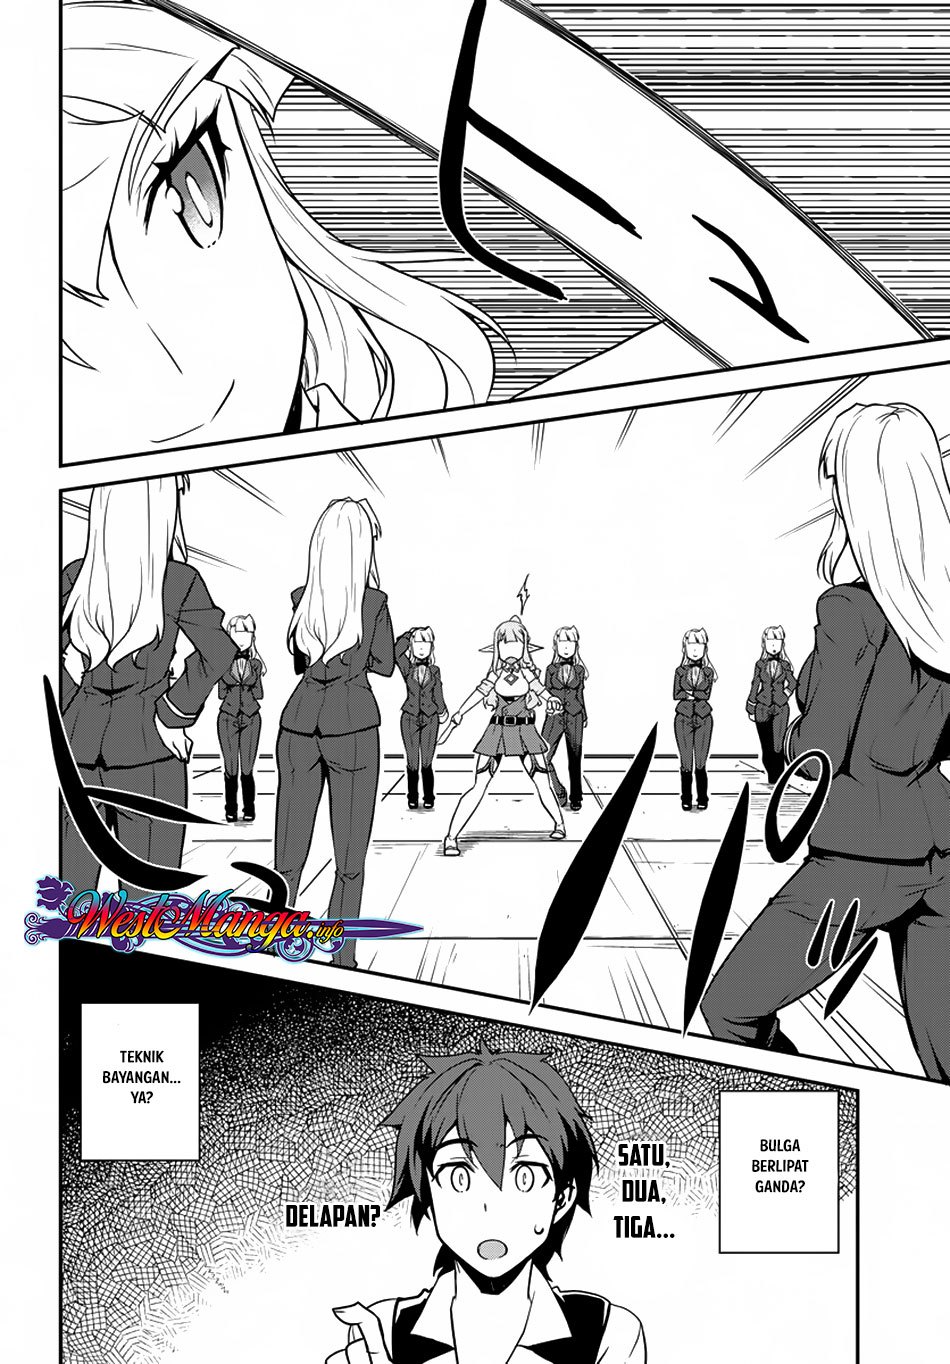 WestManga.info
BULGA
BERLIPAT
GANDA?
SATU,
DUA,
TIGA...
DELAPAN?
TEKNIK
BAYANGAN...
YA?